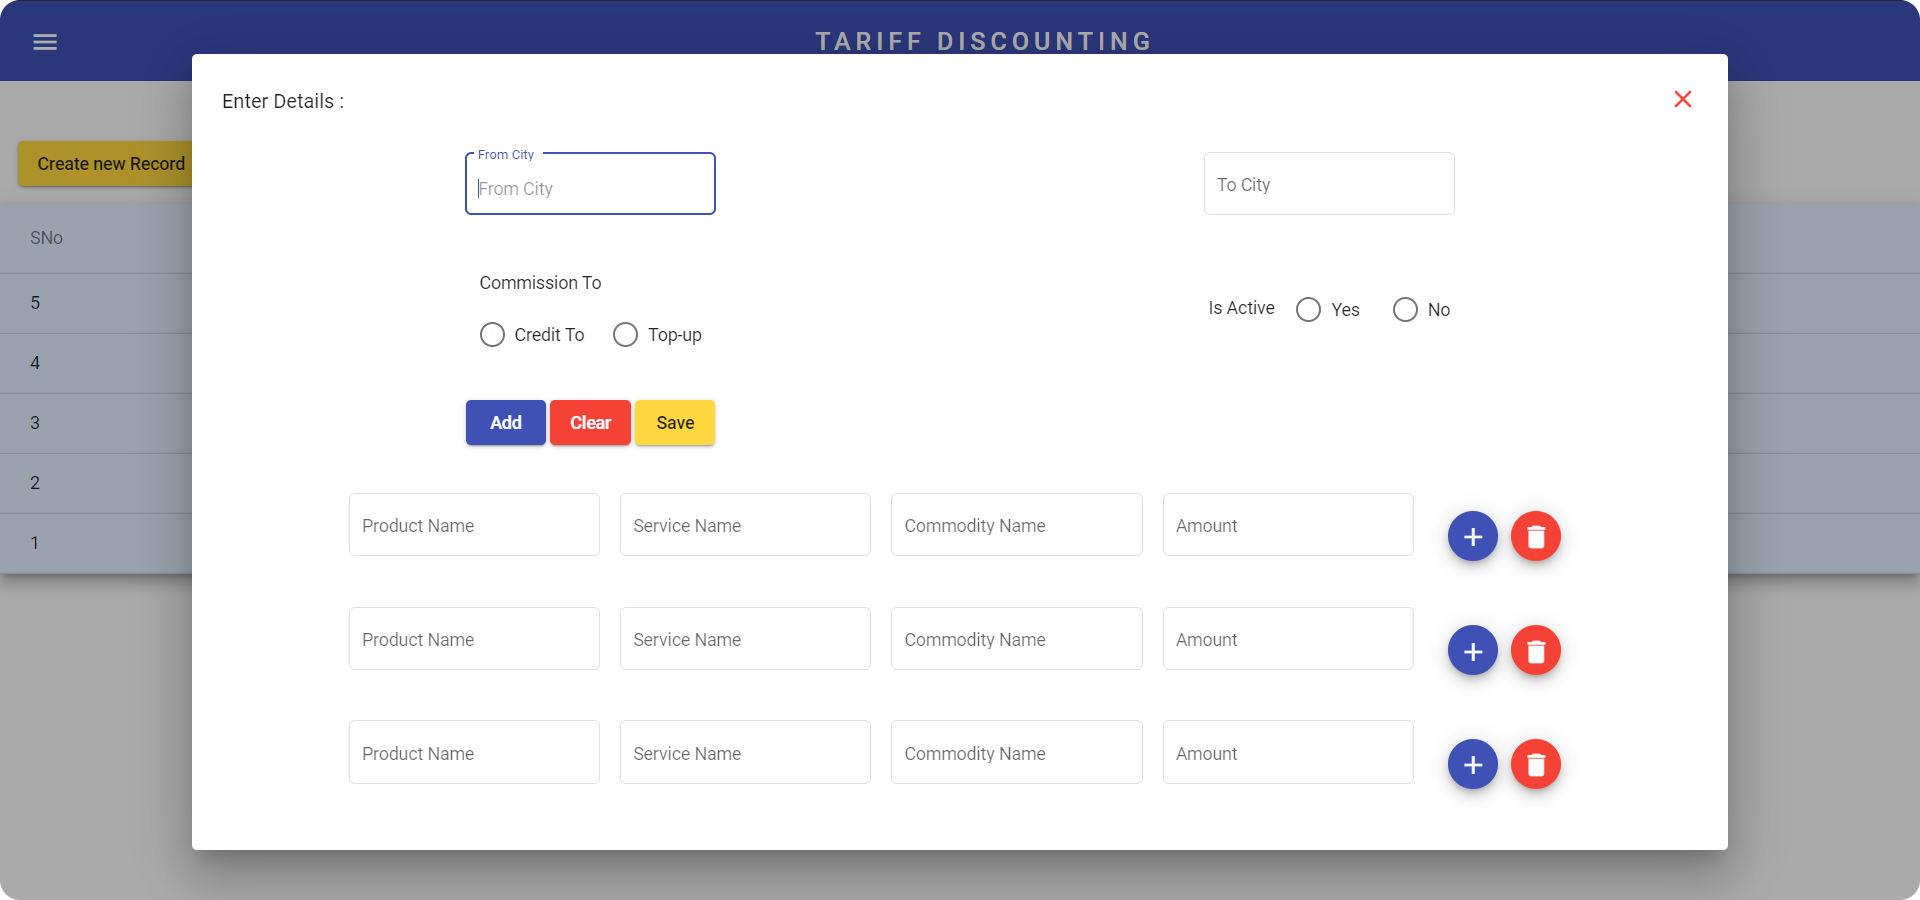 TARIFF DISCOUNTING
Enter Details :
Create new Record
From City
From City
To City
SNo
Commission To
5
Is Active Yes No
Credit To Top-up
4
3
Add Clear Save
2
Product Name Service Name Commodity Name Amount
1
Product Name Service Name Commodity Name Amount
Product Name Service Name Commodity Name Amount